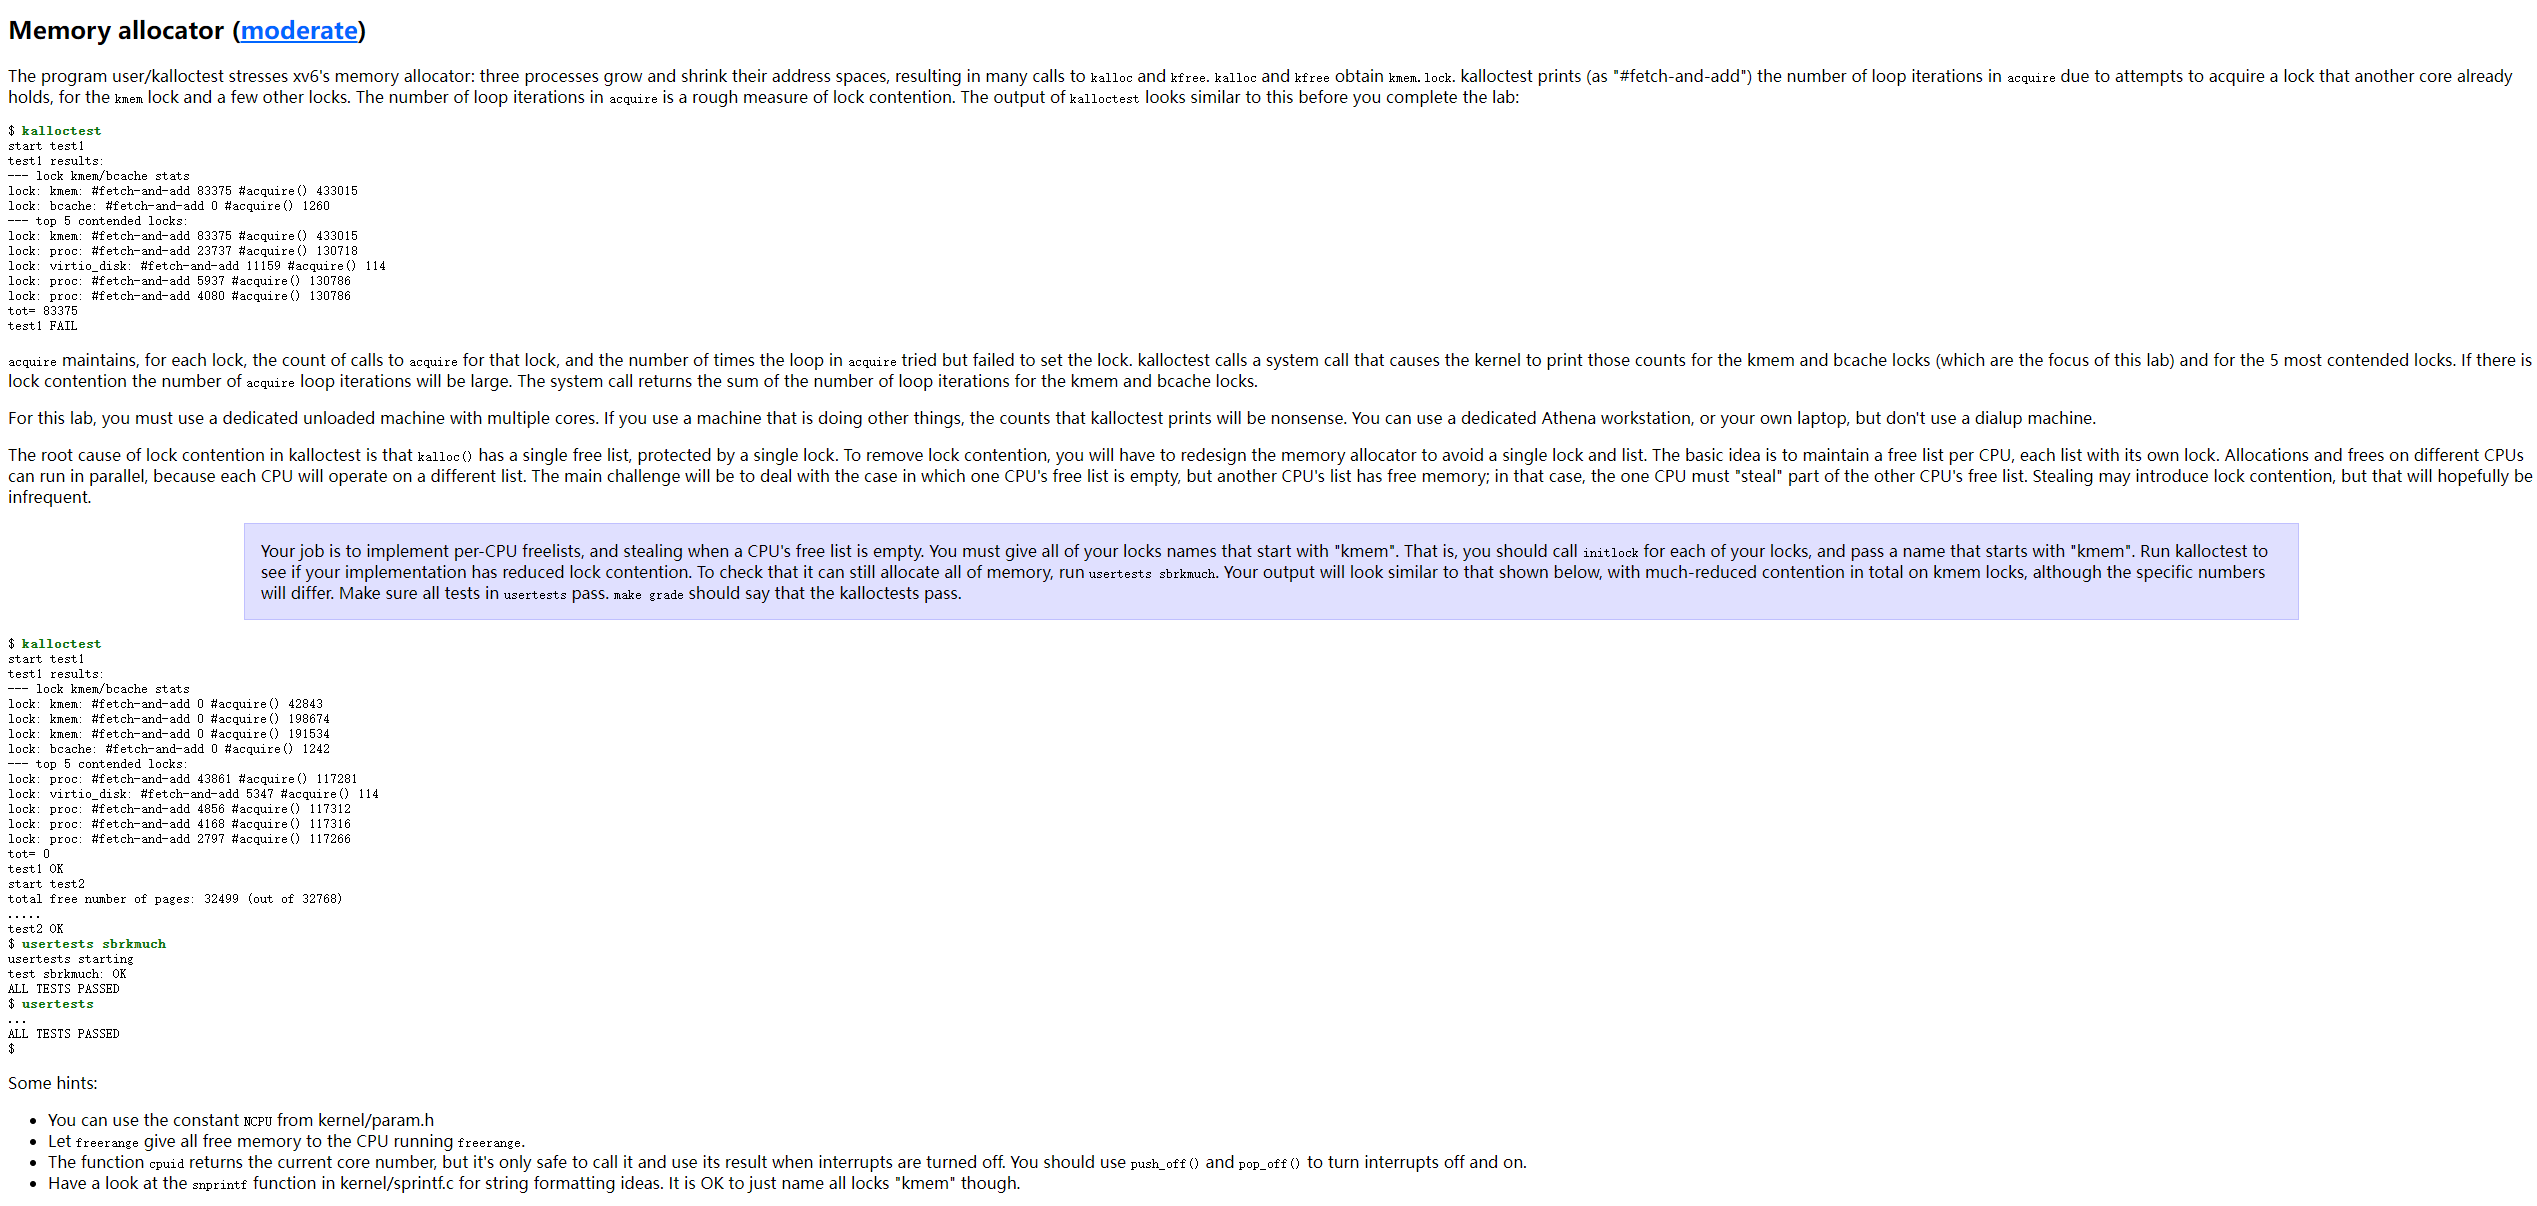 Memory allocator (moderate)
The program user/kalloctest stresses xv6's memory allocator: three processes grow and shrink their address spaces, resulting in many calls to kalloc and kfree. kalloc and kfree obtain kmem.lock. kalloctest prints (as "#fetch-and-add") the number of loop iterations in acquire due to attempts to acquire a lock that another core already
holds, for the kmem lock and a few other locks. The number of loop iterations in acquire is a rough measure of lock contention. The output of kalloctest looks similar to this before you complete the lab:
$ kalloctest
start test1
test1 results:
--- lock kmem/bcache stats
lock: kmem: #fetch-and-add 83375 #acquire() 433015
lock: bcache: #fetch-and-add 0 #acquire() 1260
--- top 5 contended locks:
lock: kmem: #fetch-and-add 83375 #acquire() 433015
lock: proc: #fetch-and-add 23737 #acquire() 130718
lock: virtio_disk: #fetch-and-add 11159 #acquire() 114
lock: proc: #fetch-and-add 5937 #acquire() 130786
lock: proc: #fetch-and-add 4080 #acquire() 130786
tot= 83375
test1 FAIL
acquire maintains, for each lock, the count of calls to acquire for that lock, and the number of times the loop in acquire tried but failed to set the lock. kalloctest calls a system call that causes the kernel to print those counts for the kmem and bcache locks (which are the focus of this lab) and for the 5 most contended locks. If there is
lock contention the number of acquire loop iterations will be large. The system call returns the sum of the number of loop iterations for the kmem and bcache locks.
For this lab, you must use a dedicated unloaded machine with multiple cores. If you use a machine that is doing other things, the counts that kalloctest prints will be nonsense. You can use a dedicated Athena workstation, or your own laptop, but don't use a dialup machine.
The root cause of lock contention in kalloctest is that kalloc() has a single free list, protected by a single lock. To remove lock contention, you will have to redesign the memory allocator to avoid a single lock and list. The basic idea is to maintain a free list per CPU, each list with its own lock. Allocations and frees on different CPUs
can run in parallel, because each CPU will operate on a different list. The main challenge will be to deal with the case in which one CPU's free list is empty, but another CPU's list has free memory; in that case, the one CPU must "steal" part of the other CPU's free list. Stealing may introduce lock contention, but that will hopefully be
infrequent.
Your job is to implement per-CPU freelists, and stealing when a CPU's free list is empty. You must give all of your locks names that start with "kmem". That is, you should call initlock for each of your locks, and pass a name that starts with "kmem". Run kalloctest to
see if your implementation has reduced lock contention. To check that it can still allocate all of memory, run usertests sbrkmuch. Your output will look similar to that shown below, with much-reduced contention in total on kmem locks, although the specific numbers
will differ. Make sure all tests in usertests pass. make grade should say that the kalloctests pass.
$ kalloctest
start test1
test1 results:
--- lock kmem/bcache stats
lock: kmem: #fetch-and-add 0 #acquire() 42843
lock: kmem: #fetch-and-add 0 #acquire() 198674
lock: kmem: #fetch-and-add 0 #acquire() 191534
lock: bcache: #fetch-and-add 0 #acquire() 1242
--- top 5 contended locks:
lock: proc: #fetch-and-add 43861 #acquire() 117281
lock: virtio_disk: #fetch-and-add 5347 #acquire() 114
lock: proc: #fetch-and-add 4856 #acquire() 117312
lock: proc: #fetch-and-add 4168 #acquire() 117316
lock: proc: #fetch-and-add 2797 #acquire() 117266
tot= 0
test1 OK
start test2
total free number of pages: 32499 (out of 32768)
.....
test2 OK
$ usertests sbrkmuch
usertests starting
test sbrkmuch: OK
ALL TESTS PASSED
$ usertests
...
ALL TESTS PASSED
$
Some hints:
• You can use the constant NCPU from kernel/param.h
• Let freerange give all free memory to the CPU running freerange.
• The function cpuid returns the current core number, but it's only safe to call it and use its result when interrupts are turned off. You should use push_off() and pop_off() to turn interrupts off and on.
• Have a look at the snprintf function in kernel/sprintf.c for string formatting ideas. It is OK to just name all locks "kmem" though.